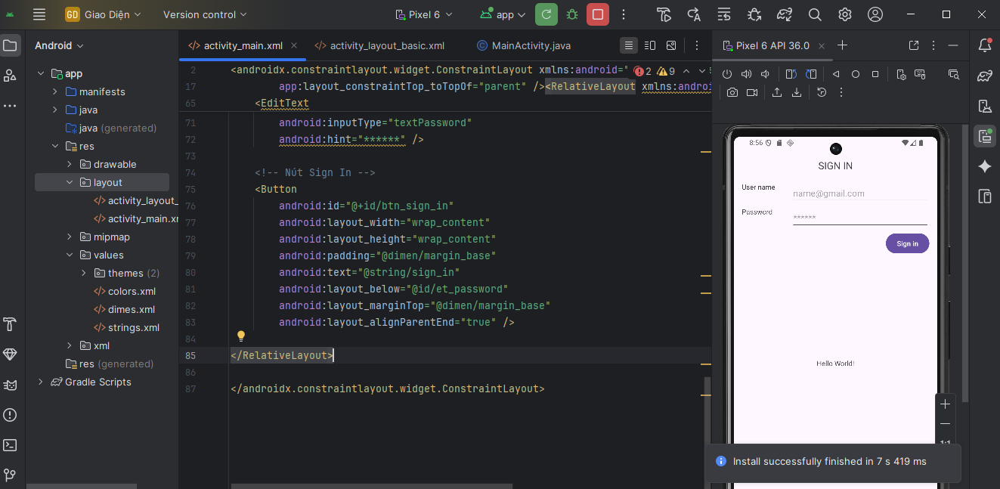 GD Giao Diện Version control Pixel 6 app
Android
activity_main.xml activity_layout_basic.xml MainActivity.java
Pixel 6 API 36.0
app
manifests
java
java (generated)
res
drawable
layout
activity_layout_
activity_main.xm
mipmap
values
themes (2)
colors.xml
dimes.xml
strings.xml
xml
res (generated)
Gradle Scripts
2 <androidx.constraintlayout.widget.ConstraintLayout xmlns:android=" 2 9
17 app:layout_constraintTop_toTopOf="parent" /><RelativeLayout xmlns:androi
65 <EditText
71 android:inputType="textPassword"
72 android:hint="******" />
73
74 <!-- Nút Sign In -->
75 <Button
76 android:id="@+id/btn_sign_in"
77 android:layout_width="wrap_content"
78 android:layout_height="wrap_content"
79 android:padding="@dimen/margin_base"
80 android:text="@string/sign_in"
81 android:layout_below="@id/et_password"
82 android:layout_marginTop="@dimen/margin_base"
83 android:layout_alignParentEnd="true" />
84
85 </RelativeLayout>
86
87 </androidx.constraintlayout.widget.ConstraintLayout>
8:56
SIGN IN
User name
name@gmail.com
Password
******
Sign in
Hello World!
1:1
Install successfully finished in 7 s 419 ms